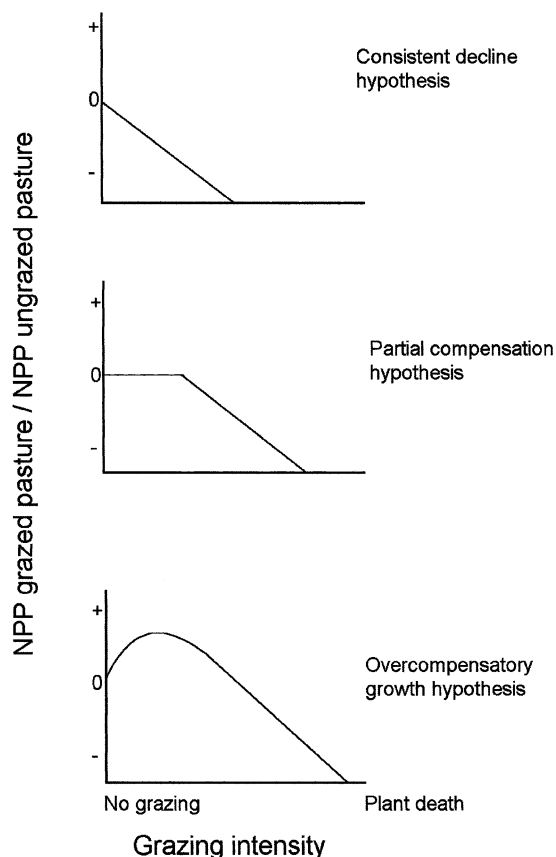 NPP grazed pasture / NPP ungrazed pasture
+
0
-
Consistent decline
hypothesis
+
0
-
Partial compensation
hypothesis
+
0
-
Overcompensatory
growth hypothesis
No grazing
Plant death
Grazing intensity